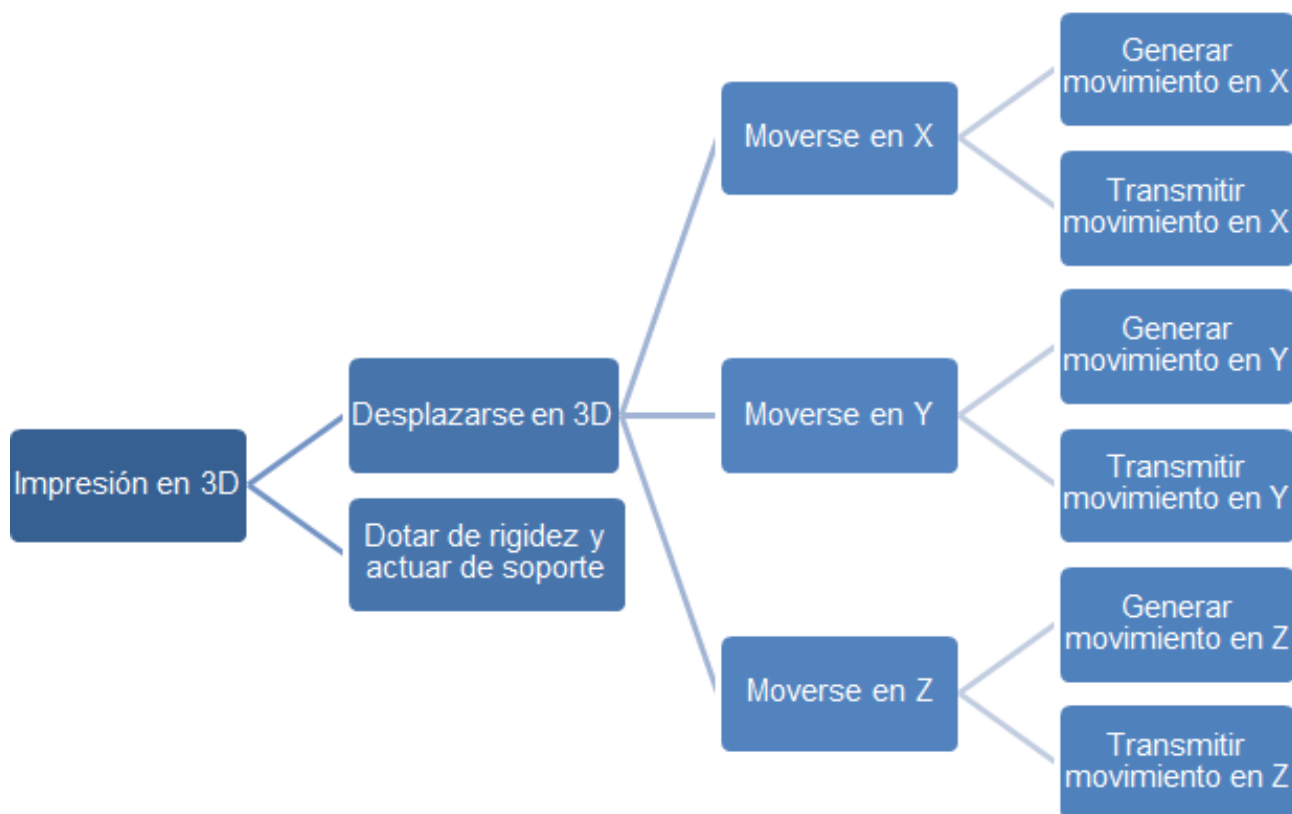 Impresión en 3D
Desplazarse en 3D
Dotar de rigidez y
actuar de soporte
Moverse en X
Generar
movimiento en X
Transmitir
movimiento en X
Moverse en Y
Generar
movimiento en Y
Transmitir
movimiento en Y
Moverse en Z
Generar
movimiento en Z
Transmitir
movimiento en Z